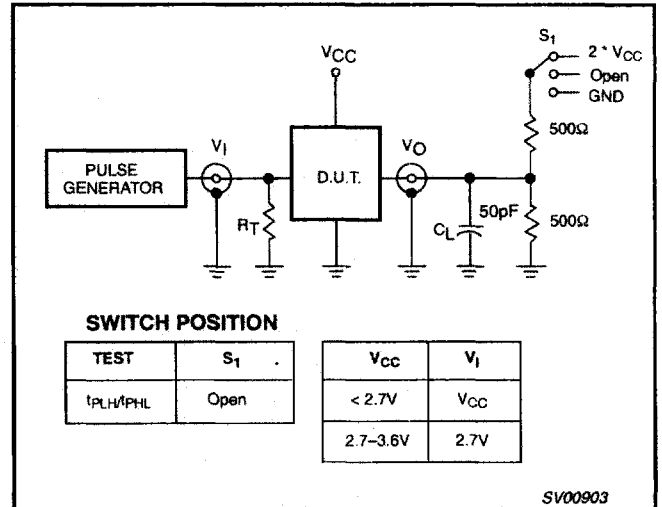 S1
2 * VCC
Open
GND
VCC
500Ω
VI
VO
PULSE
GENERATOR
D.U.T.
RT
50pF
CL
500Ω
SWITCH POSITION
TEST S1
tPLH/tPHL Open
VCC VI
< 2.7V VCC
2.7–3.6V 2.7V
SV00903